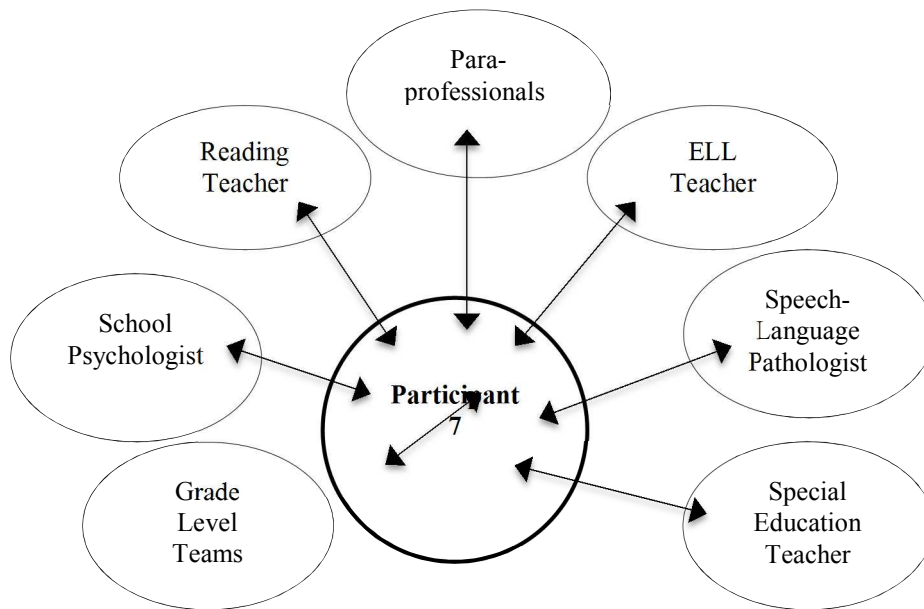 Para-
professionals
Reading
Teacher
ELL
Teacher
School
Psychologist
Speech-
Language
Pathologist
Participant
7
Grade
Level
Teams
Special
Education
Teacher